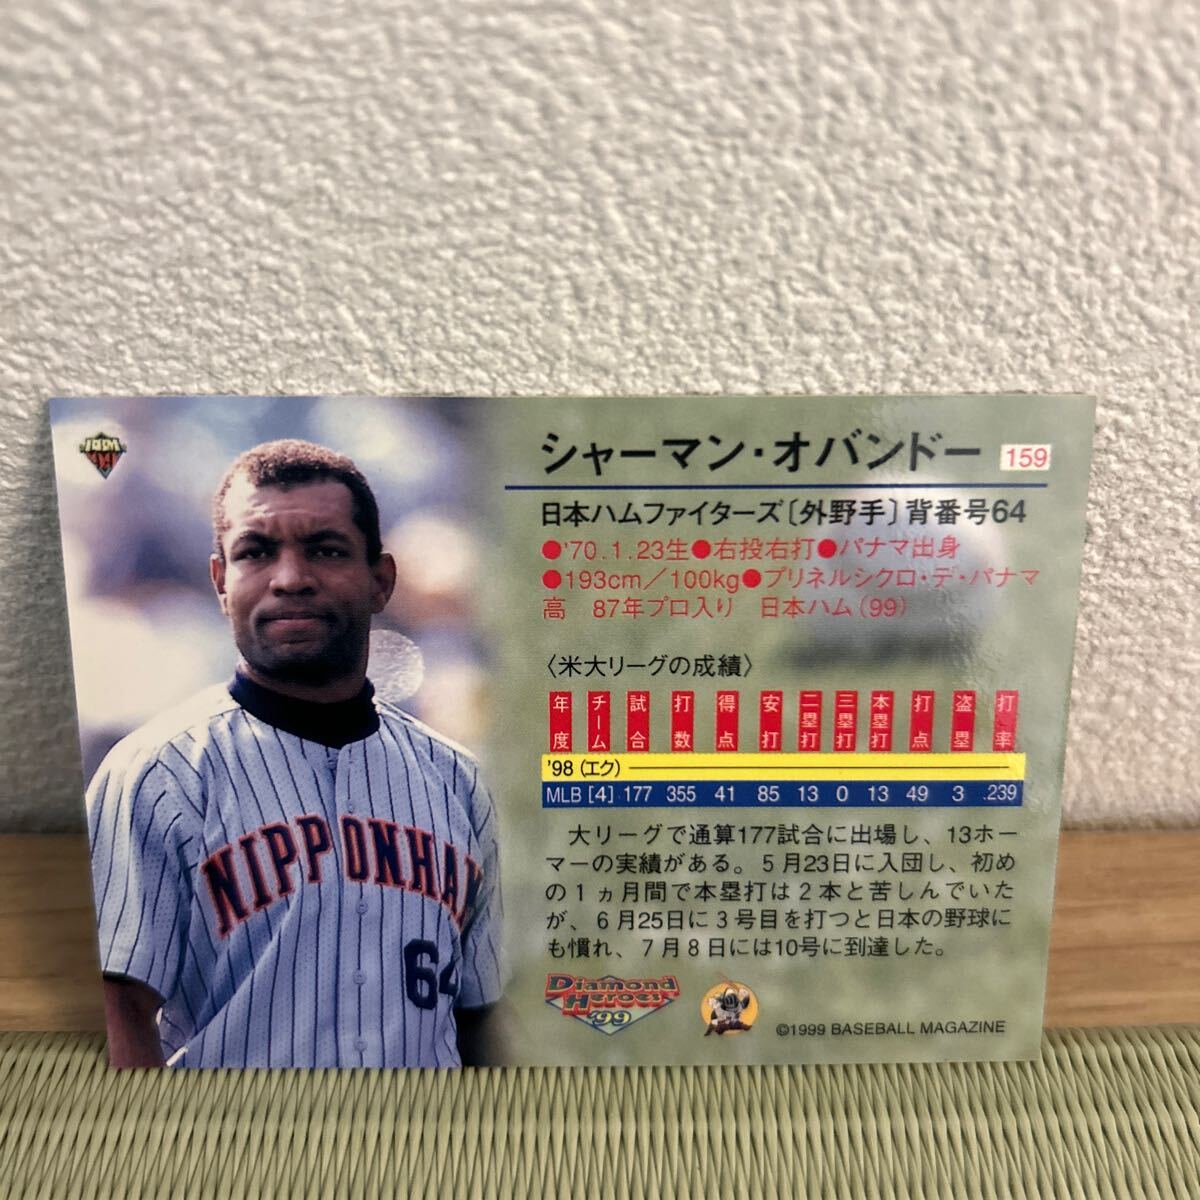 シャーマン・オバンドー 159
日本ハムファイターズ〔外野手〕背番号64
●'70.1.23生●右投右打●パナマ出身
●193cm／100kg●プリネルシクロ・デ・パナマ
高 87年プロ入り 日本ハム（99）
〈米大リーグの成績〉
年度 チーム 試合 打数 得点 安打 二塁打 三塁打 本塁打 打点 盗塁 打率
'98（エク）
MLB［4］ 177 355 41 85 13 0 13 49 3 .239
大リーグで通算177試合に出場し、13ホー
マーの実績がある。5月23日に入団し、初め
の1ヵ月間で本塁打は2本と苦しんでいた
が、6月25日に3号目を打つと日本の野球に
も慣れ、7月8日には10号に到達した。
NIPPONHAM
64
Diamond
Heroes
'99
©1999 BASEBALL MAGAZINE